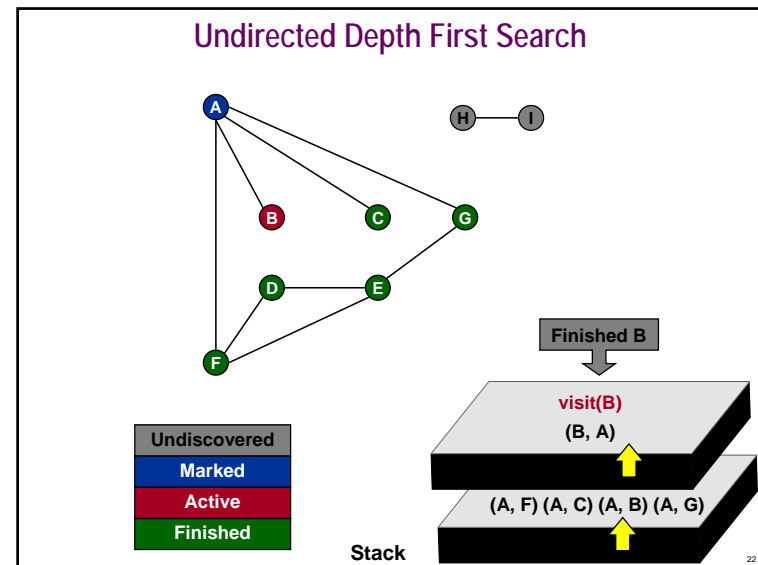 Undirected Depth First Search
A
H
I
B
C
G
D
E
F
Finished B
visit(B)
(B, A)
(A, F) (A, C) (A, B) (A, G)
Undiscovered
Marked
Active
Finished
Stack
22